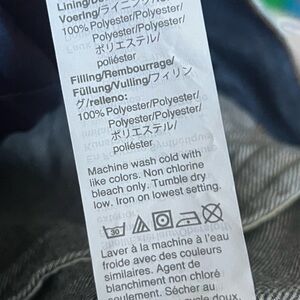 Voering/ライニング/
100% Polyester/Polyester/
Polyester/Polyester/
ポリエステル/
poliéster
Filling/Rembourrage/
Füllung/Vulling/フィリン
グ/relleno:
100% Polyester/Polyester/
Polyester/Polyester/
ポリエステル/
poliéster
Machine wash cold with
like colors. Non chlorine
bleach only. Tumble dry
low. Iron on lowest setting.
30
Laver à la machine à l'eau
froide avec des couleurs
similaires. Agent de
blanchiment non chloré
seulement. Sécher au
cycle doux.